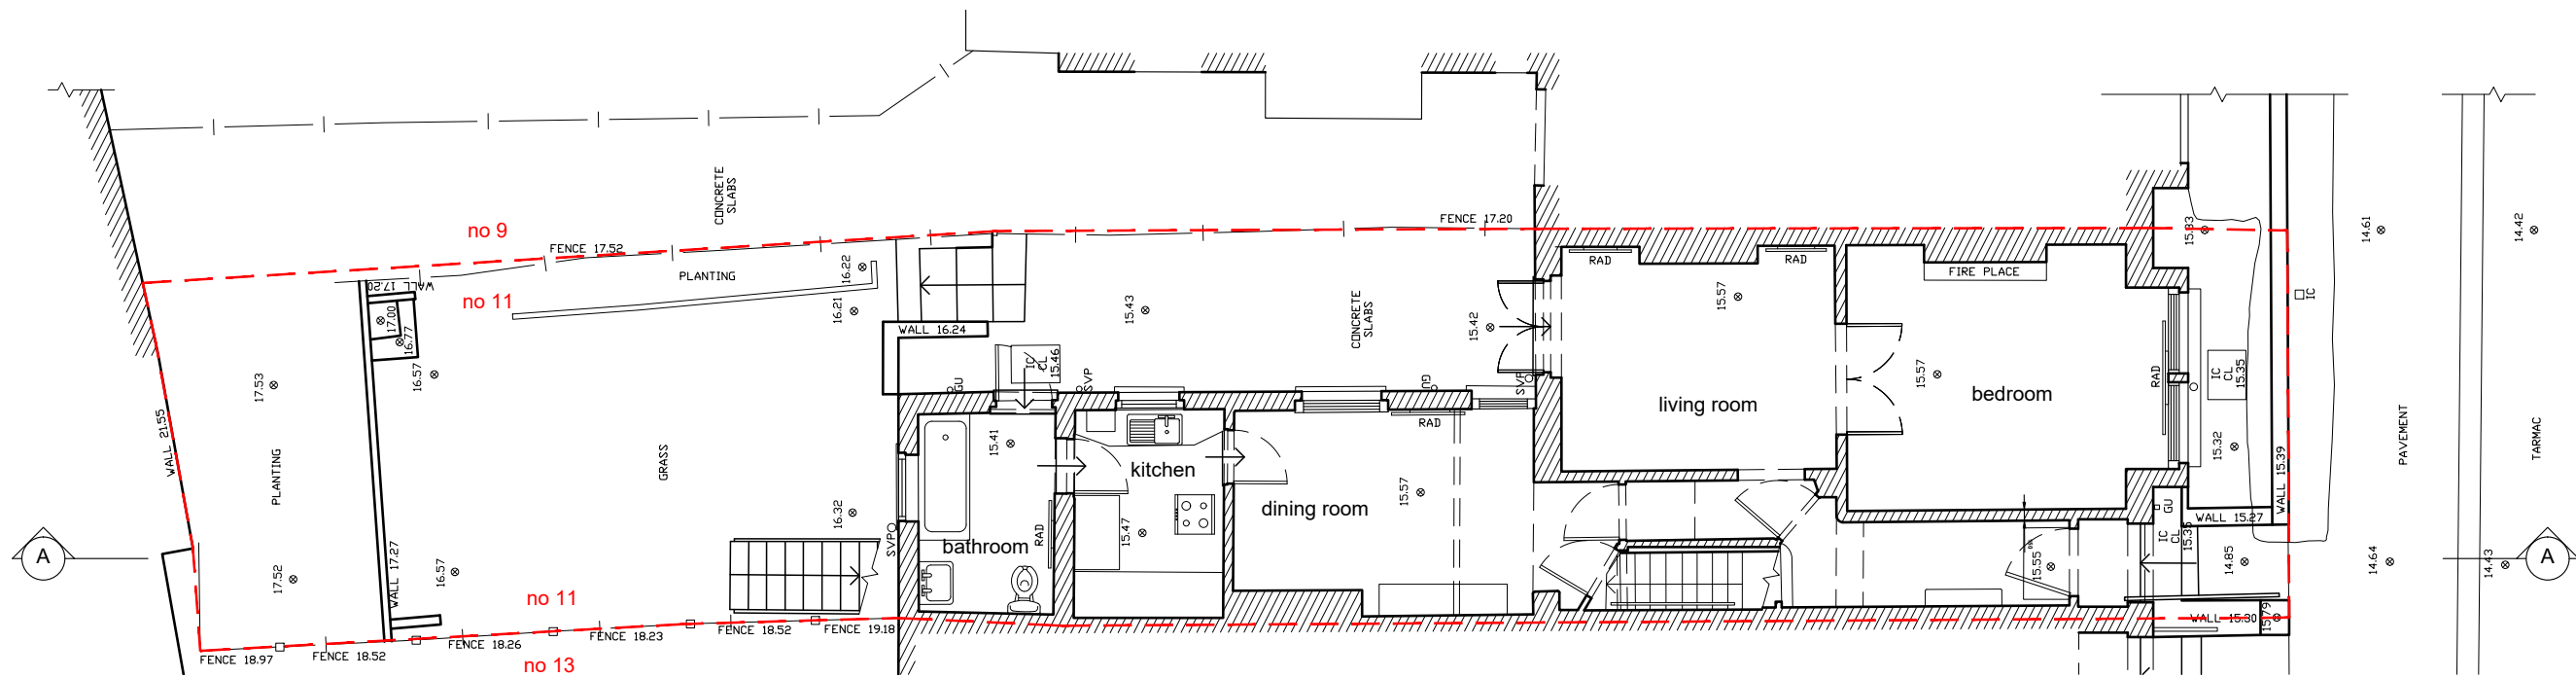 no 9
FENCE 17.52
CONCRETE
SLABS
FENCE 17.20
PLANTING
16.22
16.21
no 11
WALL 17.20
17.00
16.77
16.57
17.53
WALL 21.55
PLANTING
17.52
GRASS
WALL 17.27
16.57
16.32
SVP
WALL 16.24
GU
IC
CL
15.46
SVP
15.43
CONCRETE
SLABS
15.42
GU
SVP
RAD
RAD
15.57
living room
FIRE PLACE
15.57
bedroom
RAD
IC
CL
15.35
15.33
15.32
IC
WALL 15.39
14.61
14.42
PAVEMENT
TARMAC
15.41
bathroom
RAD
kitchen
15.47
dining room
RAD
15.57
15.55
GU
IC
CL
15.35
WALL 15.27
14.85
WALL 15.30
15.79
14.64
14.43
A
A
no 11
no 13
FENCE 18.97
FENCE 18.52
FENCE 18.26
FENCE 18.23
FENCE 18.52
FENCE 19.18